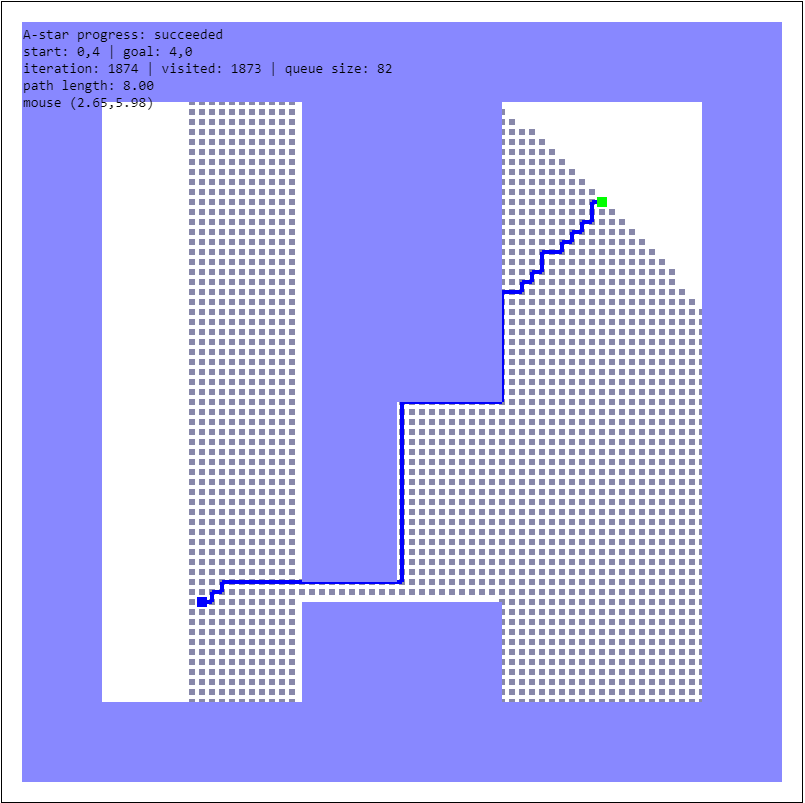 A-star progress: succeeded
start: 0,4 | goal: 4,0
iteration: 1874 | visited: 1873 | queue size: 82
path length: 8.00
mouse (2.65,5.98)